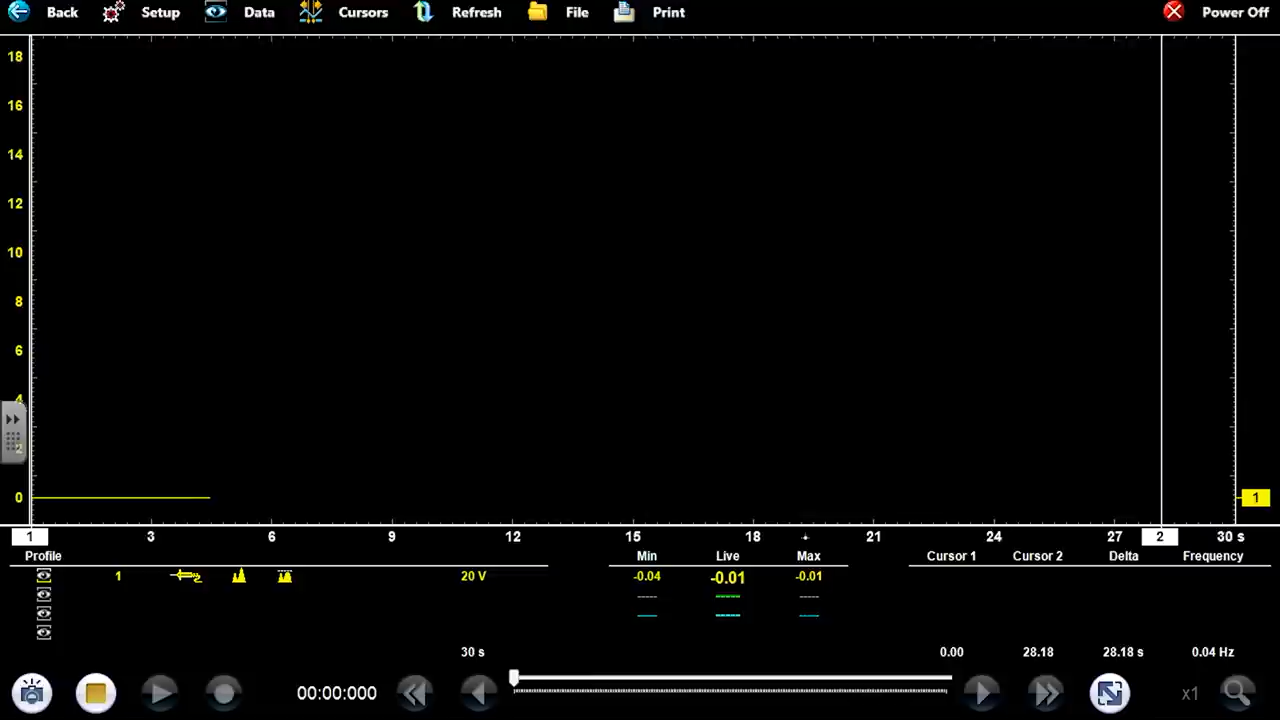 Back Setup Data Cursors Refresh File Print Power Off
18
16
14
12
10
8
6
4
2
0
1
1 3 6 9 12 15 18 21 24 27 2 30 s
Profile Min Live Max Cursor 1 Cursor 2 Delta Frequency
1 20 V -0.04 -0.01 -0.01
30 s 0.00 28.18 28.18 s 0.04 Hz
00:00:000 x1